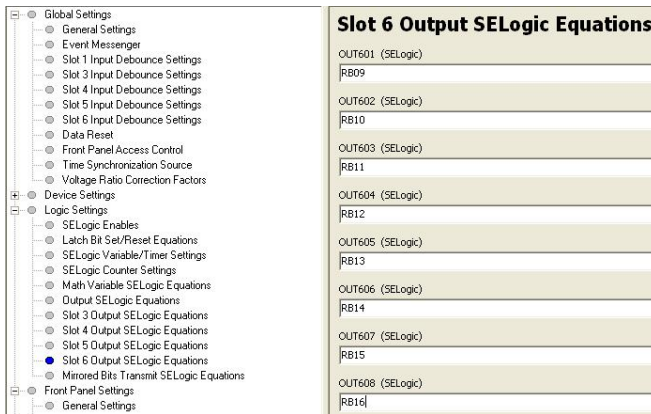 Global Settings
General Settings
Event Messenger
Slot 1 Input Debounce Settings
Slot 3 Input Debounce Settings
Slot 4 Input Debounce Settings
Slot 5 Input Debounce Settings
Slot 6 Input Debounce Settings
Data Reset
Front Panel Access Control
Time Synchronization Source
Voltage Ratio Correction Factors
Device Settings
Logic Settings
SELogic Enables
Latch Bit Set/Reset Equations
SELogic Variable/Timer Settings
SELogic Counter Settings
Math Variable SELogic Equations
Output SELogic Equations
Slot 3 Output SELogic Equations
Slot 4 Output SELogic Equations
Slot 5 Output SELogic Equations
Slot 6 Output SELogic Equations
Mirrored Bits Transmit SELogic Equations
Front Panel Settings
General Settings
Slot 6 Output SELogic Equations
OUT601 (SELogic)
RB09
OUT602 (SELogic)
RB10
OUT603 (SELogic)
RB11
OUT604 (SELogic)
RB12
OUT605 (SELogic)
RB13
OUT606 (SELogic)
RB14
OUT607 (SELogic)
RB15
OUT608 (SELogic)
RB16